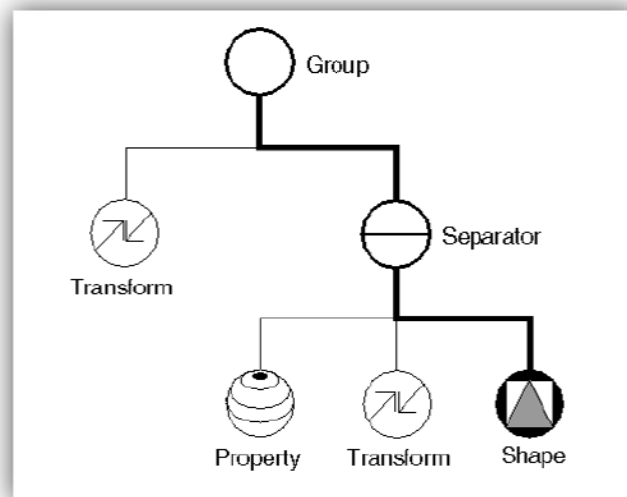 Group
Separator
Transform
Property
Transform
Shape